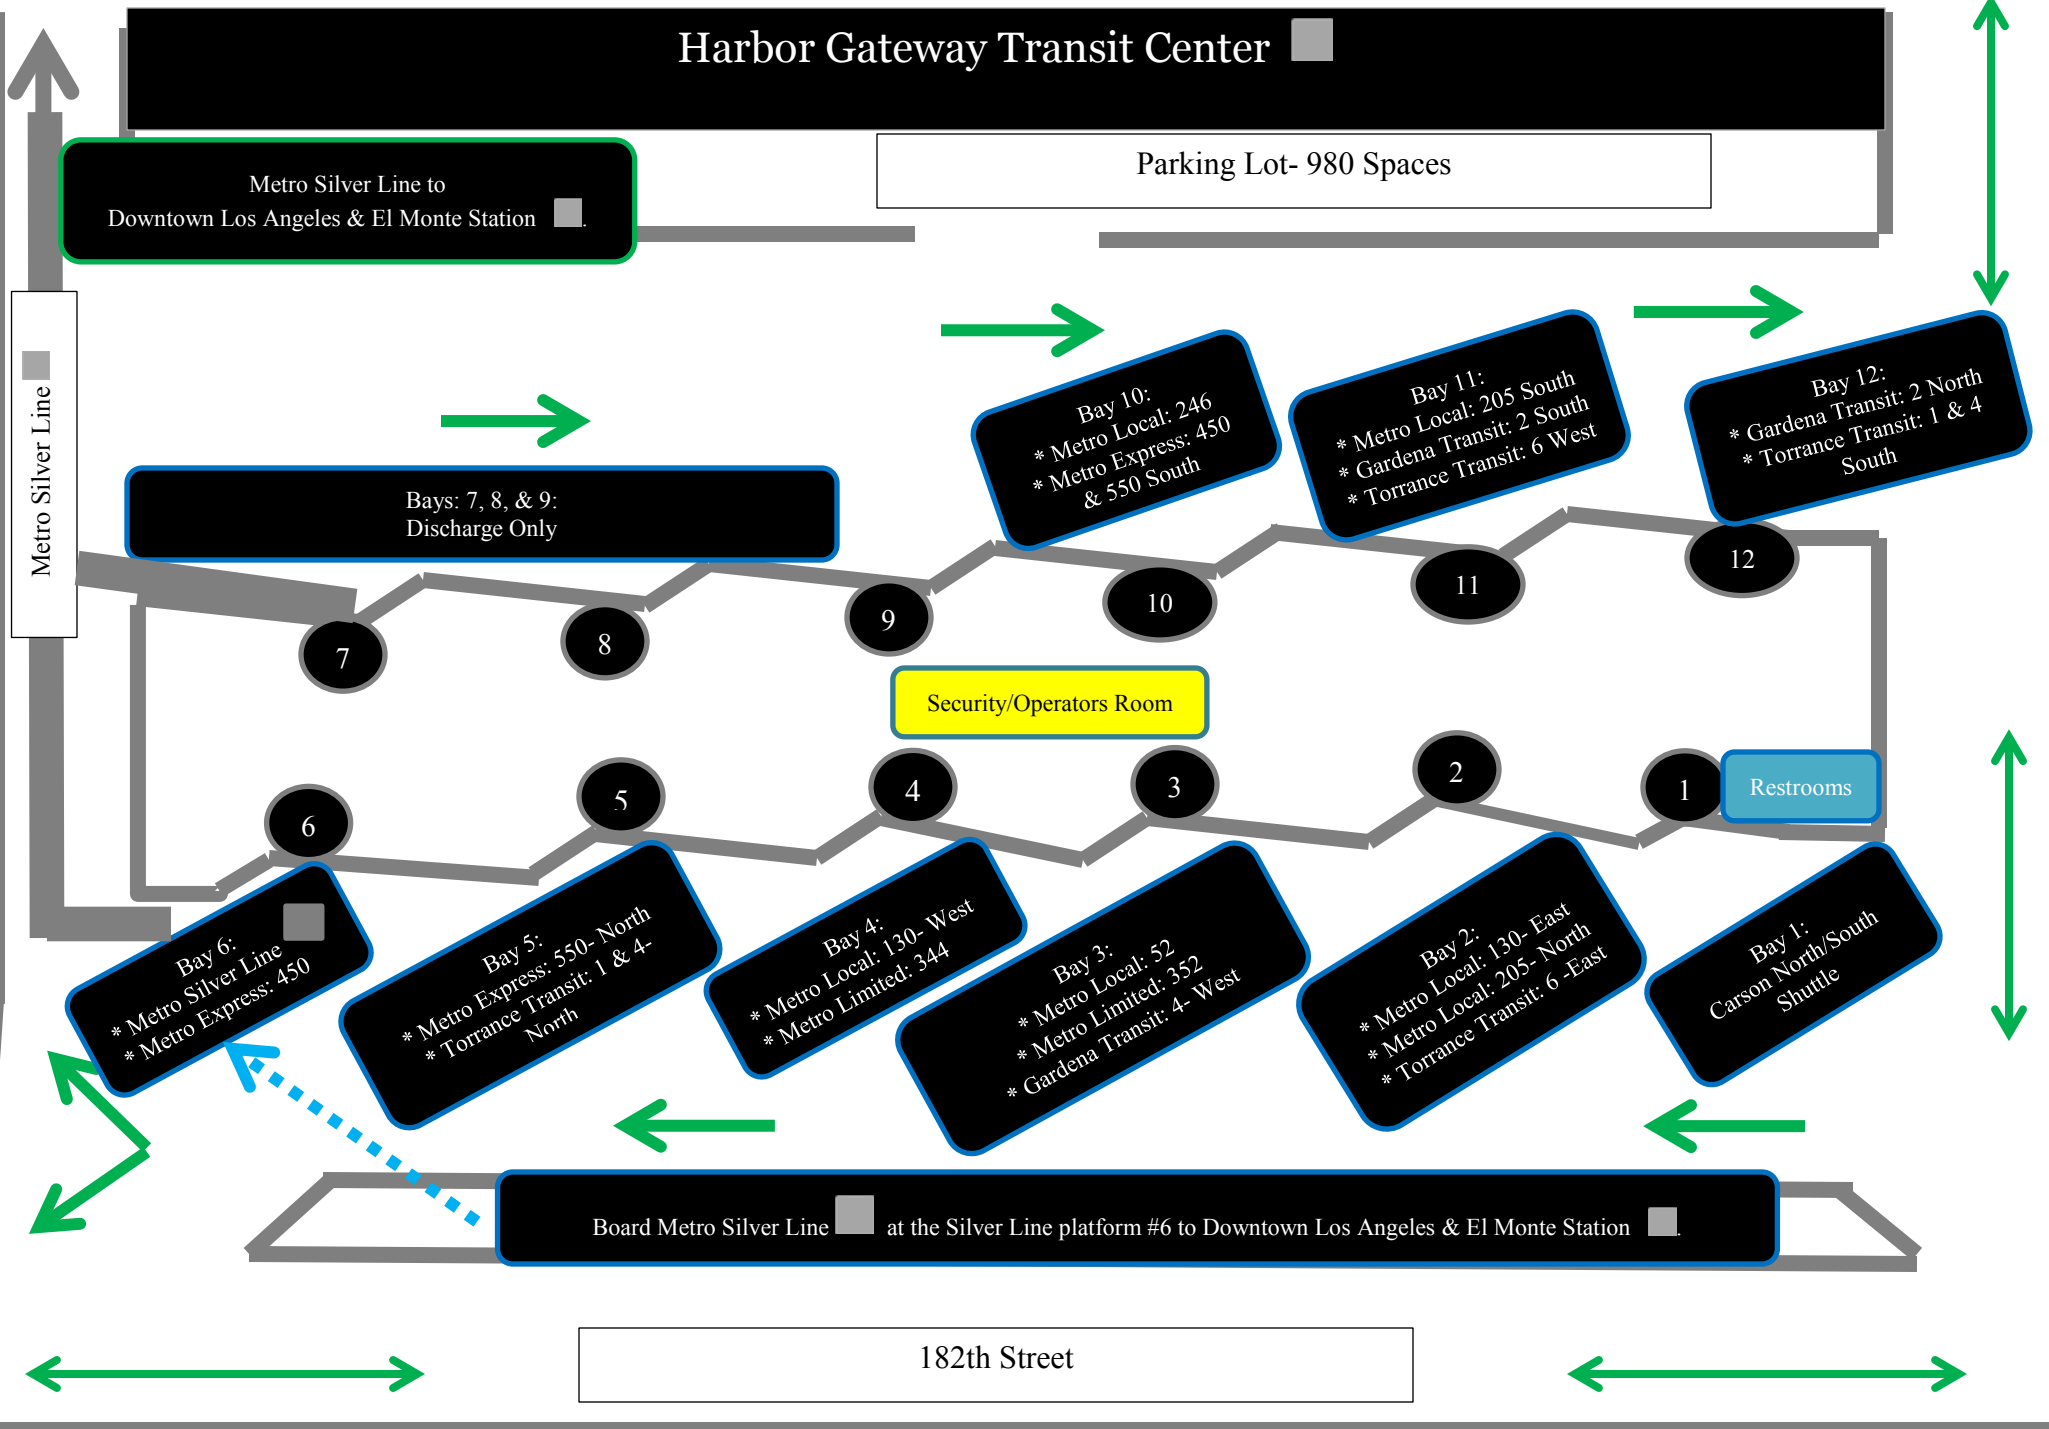 Harbor Gateway Transit Center
Parking Lot- 980 Spaces
Metro Silver Line to
Downtown Los Angeles & El Monte Station .
Metro Silver Line
Bay 10:
* Metro Local: 246
* Metro Express: 450
& 550 South
Bay 11:
* Metro Local: 205 South
* Gardena Transit: 2 South
* Torrance Transit: 6 West
Bay 12:
* Gardena Transit: 2 North
* Torrance Transit: 1 & 4
South
Bays: 7, 8, & 9:
Discharge Only
7
8
9
10
11
12
Security/Operators Room
6
5
4
3
2
1
Restrooms
Bay 6:
* Metro Silver Line
* Metro Express: 450
Bay 5:
* Metro Express: 550- North
* Torrance Transit: 1 & 4-
North
Bay 4:
* Metro Local: 130- West
* Metro Limited: 344
Bay 3:
* Metro Local: 52
* Metro Limited: 352
* Gardena Transit: 4- West
Bay 2:
* Metro Local: 130- East
* Metro Local: 205- North
* Torrance Transit: 6 -East
Bay 1:
Carson North/South
Shuttle
Board Metro Silver Line at the Silver Line platform #6 to Downtown Los Angeles & El Monte Station .
182th Street